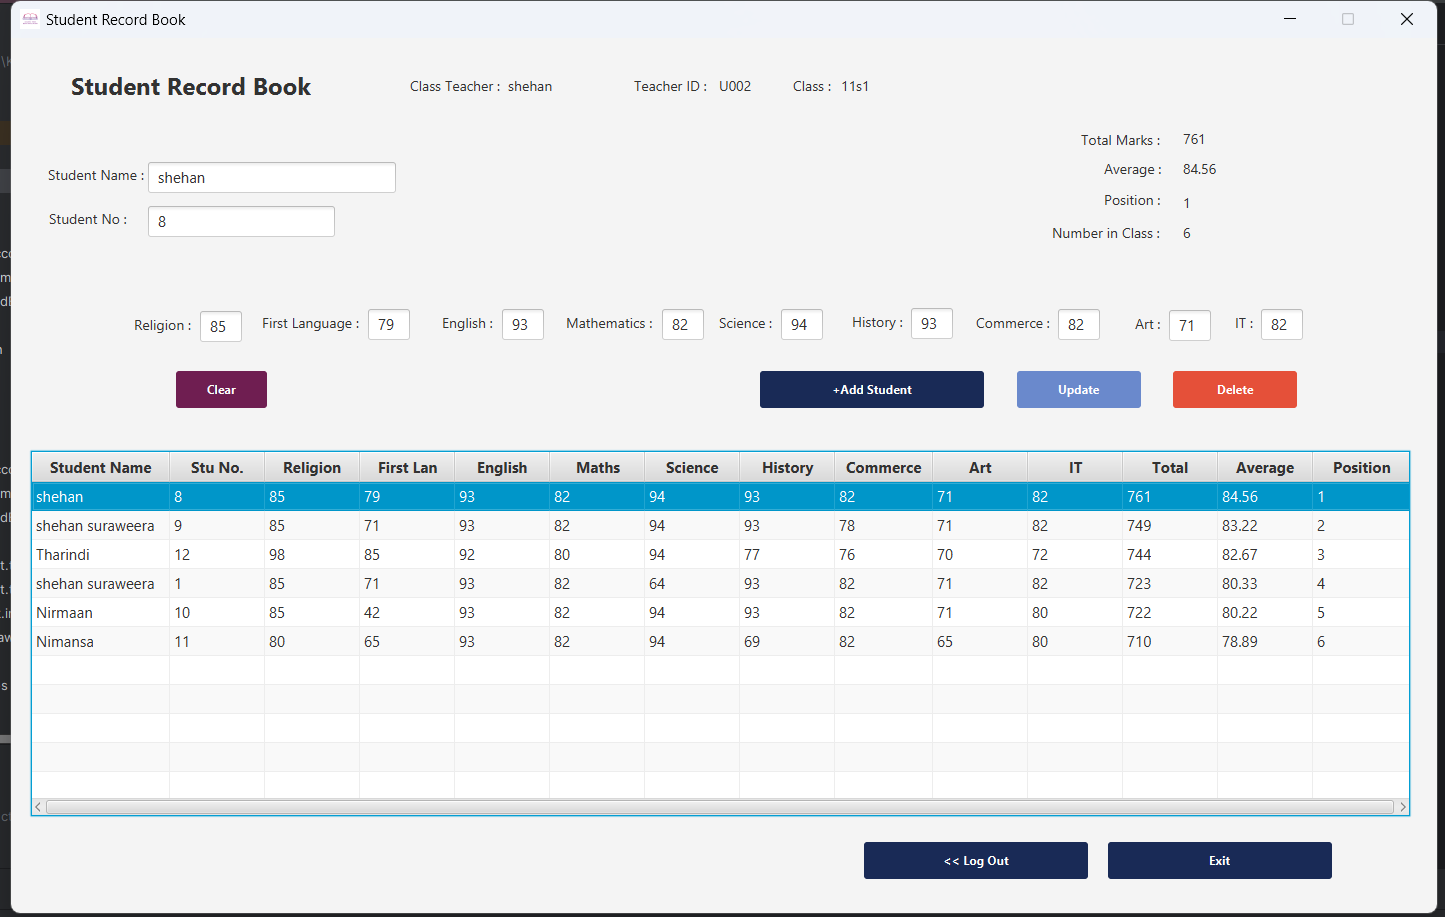 Student Record Book
Student Record Book Class Teacher : shehan Teacher ID : U002 Class : 11s1
Total Marks : 761
Average : 84.56
Position : 1
Number in Class : 6
Student Name : shehan
Student No : 8
Religion : 85 First Language : 79 English : 93 Mathematics : 82 Science : 94 History : 93 Commerce : 82 Art : 71 IT : 82
Clear +Add Student Update Delete
Student Name Stu No. Religion First Lan English Maths Science History Commerce Art IT Total Average Position
shehan 8 85 79 93 82 94 93 82 71 82 761 84.56 1
shehan suraweera 9 85 71 93 82 94 93 78 71 82 749 83.22 2
Tharindi 12 98 85 92 80 94 77 76 70 72 744 82.67 3
shehan suraweera 1 85 71 93 82 64 93 82 71 82 723 80.33 4
Nirmaan 10 85 42 93 82 94 93 82 71 80 722 80.22 5
Nimansa 11 80 65 93 82 94 69 82 65 80 710 78.89 6
<< Log Out Exit